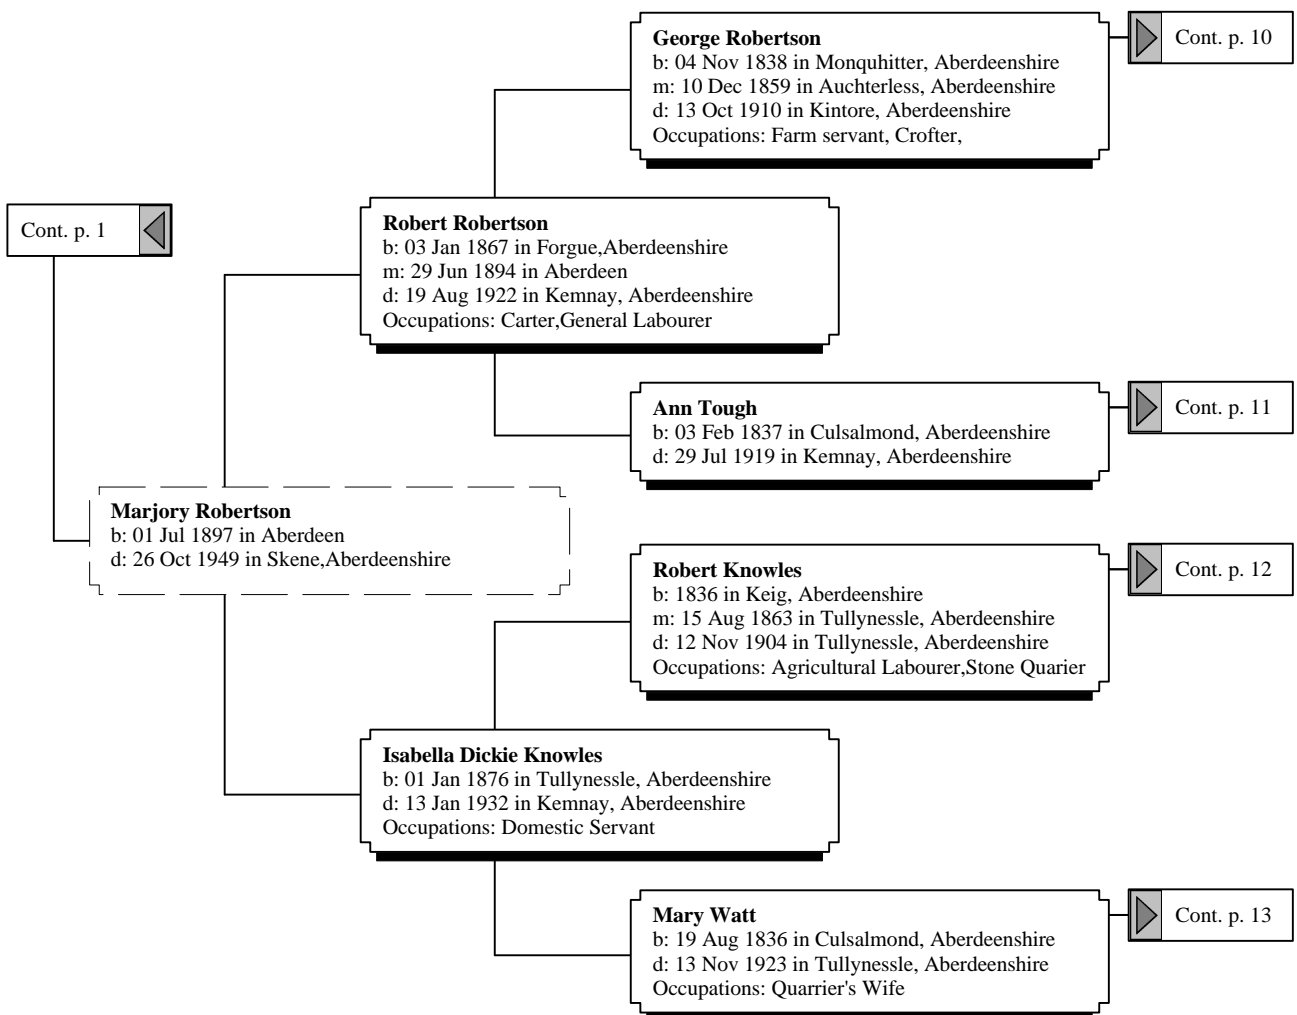 George Robertson
b: 04 Nov 1838 in Monquhitter, Aberdeenshire
m: 10 Dec 1859 in Auchterless, Aberdeenshire
d: 13 Oct 1910 in Kintore, Aberdeenshire
Occupations: Farm servant, Crofter,
Cont. p. 10
Cont. p. 1
Robert Robertson
b: 03 Jan 1867 in Forgue,Aberdeenshire
m: 29 Jun 1894 in Aberdeen
d: 19 Aug 1922 in Kemnay, Aberdeenshire
Occupations: Carter,General Labourer
Ann Tough
b: 03 Feb 1837 in Culsalmond, Aberdeenshire
d: 29 Jul 1919 in Kemnay, Aberdeenshire
Cont. p. 11
Marjory Robertson
b: 01 Jul 1897 in Aberdeen
d: 26 Oct 1949 in Skene,Aberdeenshire
Robert Knowles
b: 1836 in Keig, Aberdeenshire
m: 15 Aug 1863 in Tullynessle, Aberdeenshire
d: 12 Nov 1904 in Tullynessle, Aberdeenshire
Occupations: Agricultural Labourer,Stone Quarier
Cont. p. 12
Isabella Dickie Knowles
b: 01 Jan 1876 in Tullynessle, Aberdeenshire
d: 13 Jan 1932 in Kemnay, Aberdeenshire
Occupations: Domestic Servant
Mary Watt
b: 19 Aug 1836 in Culsalmond, Aberdeenshire
d: 13 Nov 1923 in Tullynessle, Aberdeenshire
Occupations: Quarrier's Wife
Cont. p. 13